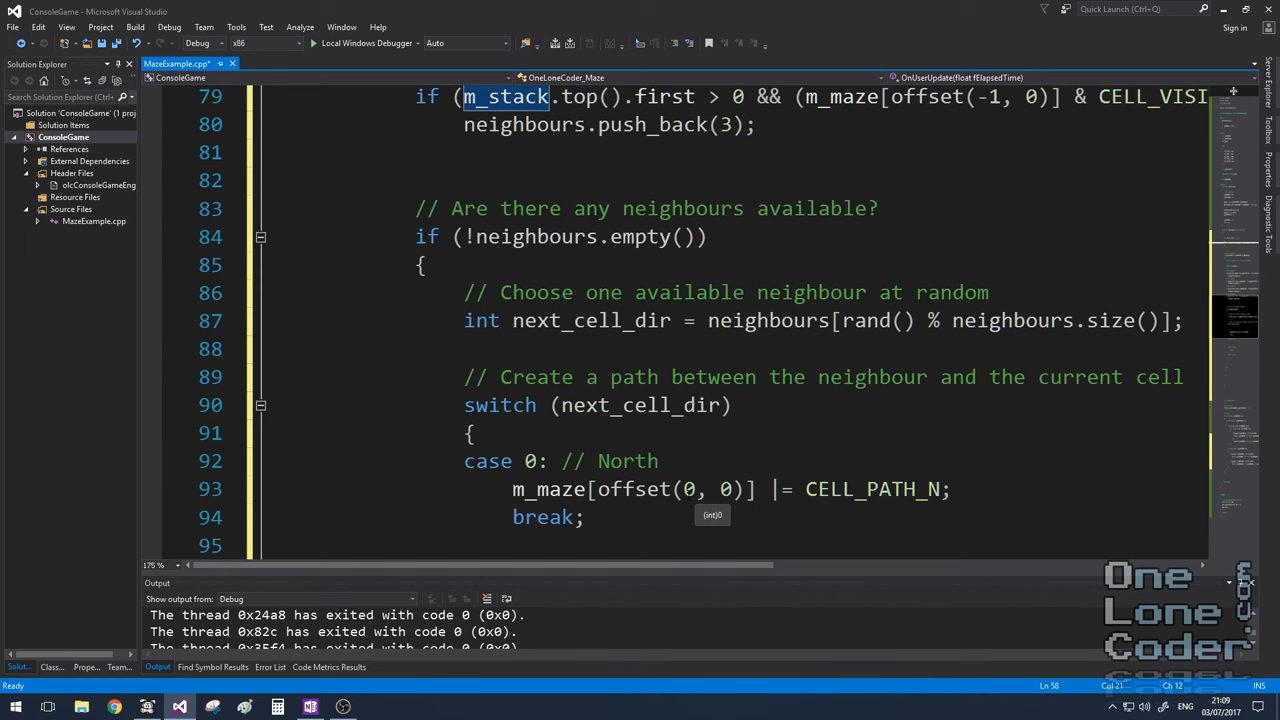 ConsoleGame - Microsoft Visual Studio
Quick Launch (Ctrl+Q)
File Edit View Project Build Debug Team Tools Test Analyze Window Help
Sign in
Debug x86 Local Windows Debugger Auto
Solution Explorer
MazeExample.cpp*
ConsoleGame
OneLoneCoder_Maze
OnUserUpdate(float fElapsedTime)
Search Solution Explorer (Ctrl+;)
Solution 'ConsoleGame' (1 proj
Solution Items
ConsoleGame
References
External Dependencies
Header Files
olcConsoleGameEng
Resource Files
Source Files
MazeExample.cpp
79 if (m_stack.top().first > 0 && (m_maze[offset(-1, 0)] & CELL_VISI
80 neighbours.push_back(3);
81
82
83 // Are there any neighbours available?
84 if (!neighbours.empty())
85 {
86 // Choose one available neighbour at random
87 int next_cell_dir = neighbours[rand() % neighbours.size()];
88
89 // Create a path between the neighbour and the current cell
90 switch (next_cell_dir)
91 {
92 case 0: // North
93 m_maze[offset(0, 0)] |= CELL_PATH_N;
(int)0
94 break;
95
175 %
Server Explorer
Toolbox
Properties
Diagnostic Tools
Output
Show output from: Debug
The thread 0x24a8 has exited with code 0 (0x0).
The thread 0x82c has exited with code 0 (0x0).
The thread 0x35f4 has exited with code 0 (0x0).
Solut... Class... Prope... Team...
Output Find Symbol Results Error List Code Metrics Results
One
Lone
Coder
.com
Ready
Ln 58 Col 21 Ch 12 INS
ENG
21:09
03/07/2017